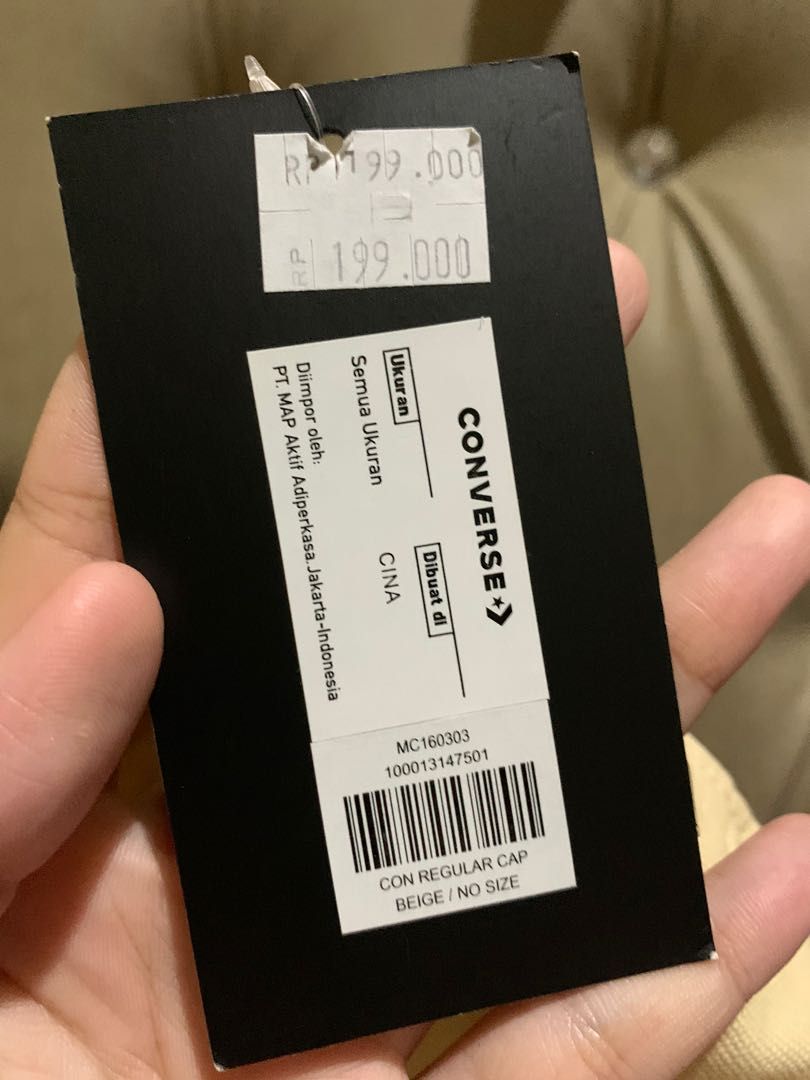 RP 199.000
RP 199.000
CONVERSE
Ukuran
Semua Ukuran
Dibuat di
CINA
Diimpor oleh:
PT. MAP Aktif Adiperkasa.Jakarta-Indonesia
MC160303
100013147501
CON REGULAR CAP
BEIGE / NO SIZE